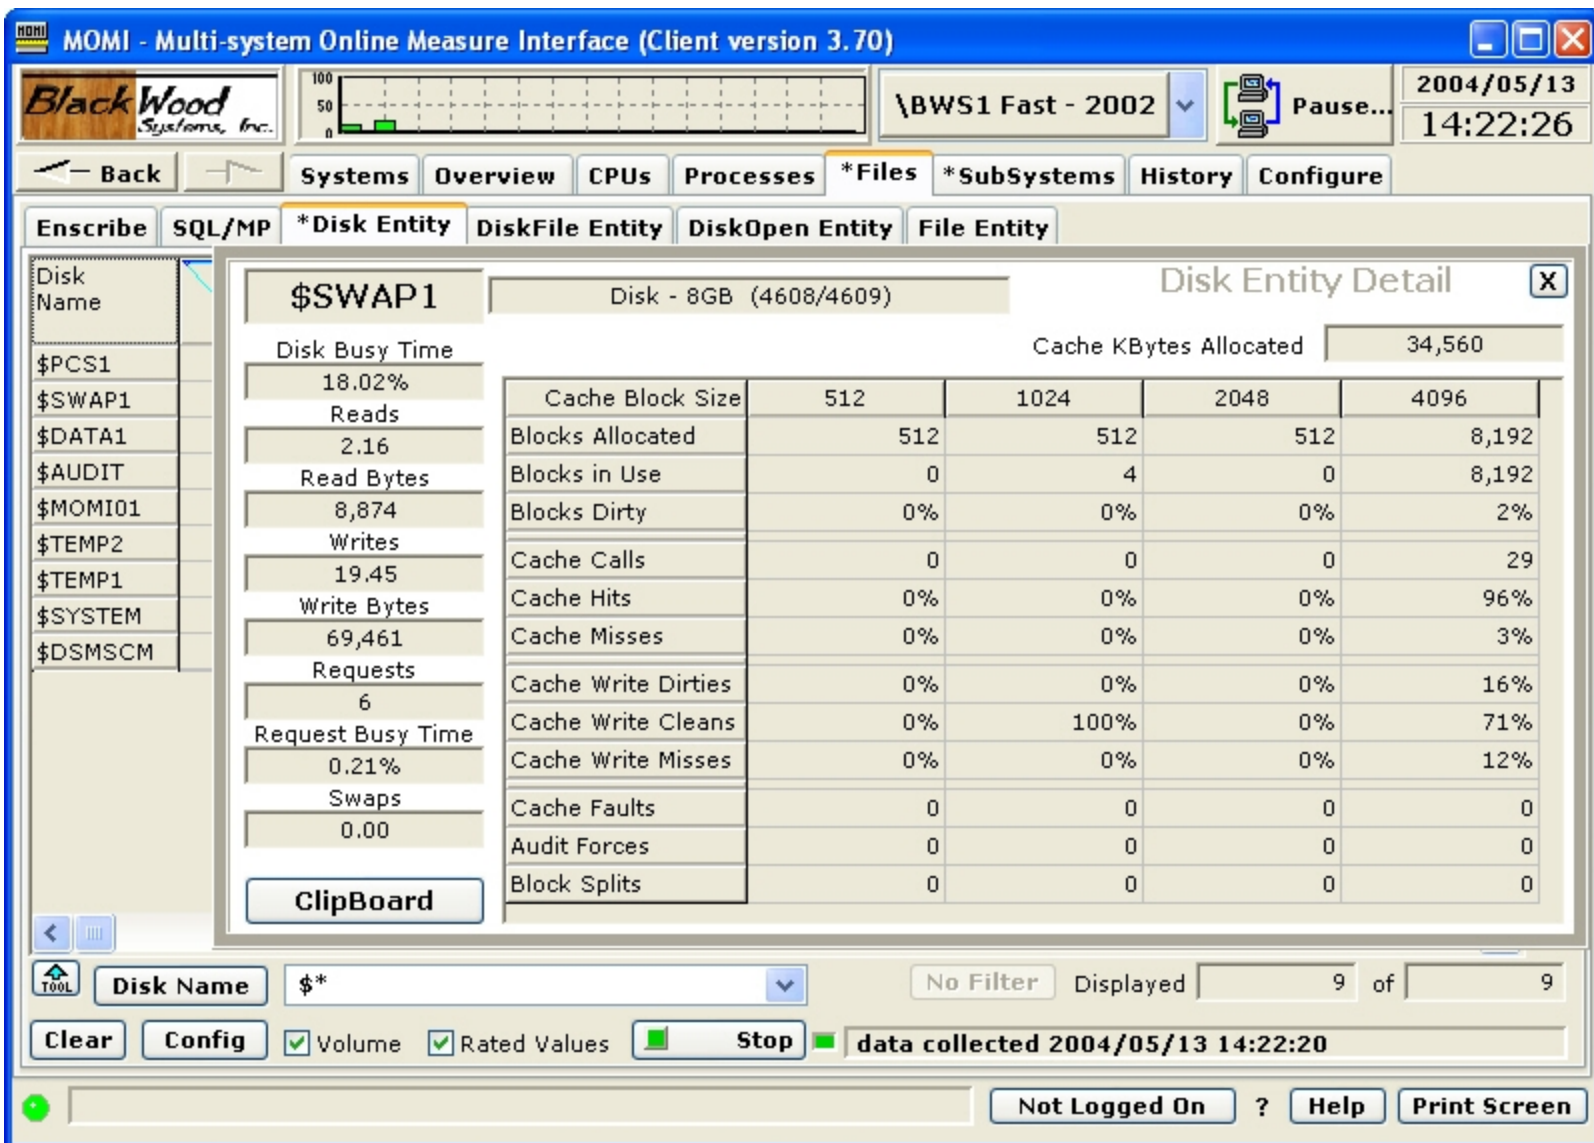 MOMI MOMI - Multi-system Online Measure Interface (Client version 3.70)
BlackWood
Systems, Inc.
100
50
0
\BWS1 Fast - 2002
Pause...
2004/05/13
14:22:26
Back
Systems Overview CPUs Processes *Files *SubSystems History Configure
Enscribe SQL/MP *Disk Entity DiskFile Entity DiskOpen Entity File Entity
Disk
Name
$PCS1
$SWAP1
$DATA1
$AUDIT
$MOMI01
$TEMP2
$TEMP1
$SYSTEM
$DSMSCM
$SWAP1 Disk - 8GB (4608/4609) Disk Entity Detail X
Cache KBytes Allocated 34,560
Disk Busy Time
18.02%
Reads
2.16
Read Bytes
8,874
Writes
19.45
Write Bytes
69,461
Requests
6
Request Busy Time
0.21%
Swaps
0.00
ClipBoard
Cache Block Size 512 1024 2048 4096
Blocks Allocated 512 512 512 8,192
Blocks in Use 0 4 0 8,192
Blocks Dirty 0% 0% 0% 2%
Cache Calls 0 0 0 29
Cache Hits 0% 0% 0% 96%
Cache Misses 0% 0% 0% 3%
Cache Write Dirties 0% 0% 0% 16%
Cache Write Cleans 0% 100% 0% 71%
Cache Write Misses 0% 0% 0% 12%
Cache Faults 0 0 0 0
Audit Forces 0 0 0 0
Block Splits 0 0 0 0
TOOL Disk Name $* No Filter Displayed 9 of 9
Clear Config Volume Rated Values Stop data collected 2004/05/13 14:22:20
Not Logged On ? Help Print Screen